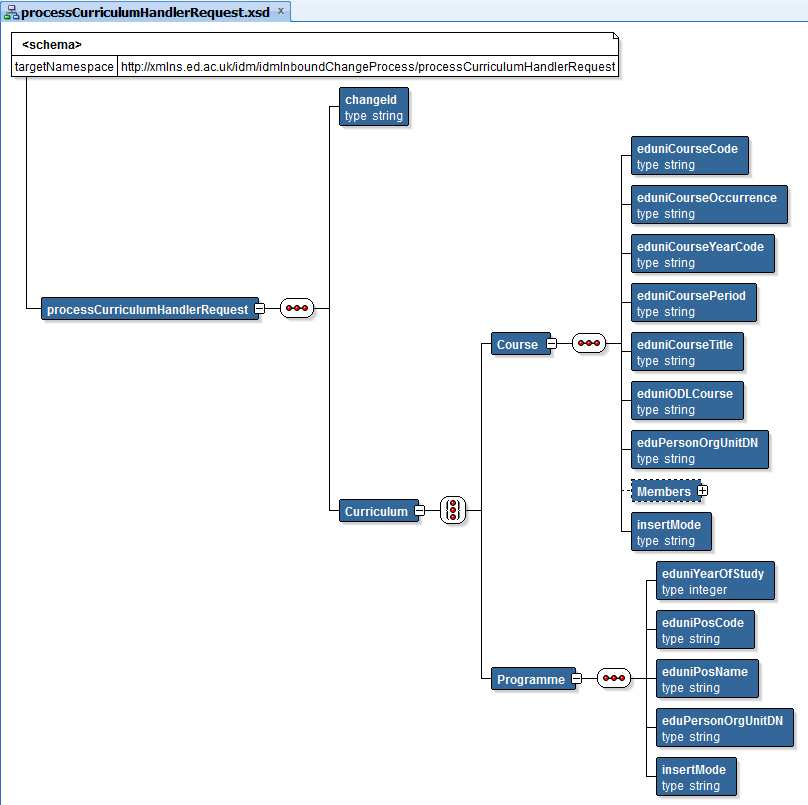 processCurriculumHandlerRequest.xsd x
<schema>
targetNamespace http://xmlns.ed.ac.uk/idm/idmInboundChangeProcess/processCurriculumHandlerRequest
changeId
type string
processCurriculumHandlerRequest
Curriculum
Course
eduniCourseCode
type string
eduniCourseOccurrence
type string
eduniCourseYearCode
type string
eduniCoursePeriod
type string
eduniCourseTitle
type string
eduniODLCourse
type string
eduPersonOrgUnitDN
type string
Members
insertMode
type string
Programme
eduniYearOfStudy
type integer
eduniPosCode
type string
eduniPosName
type string
eduPersonOrgUnitDN
type string
insertMode
type string